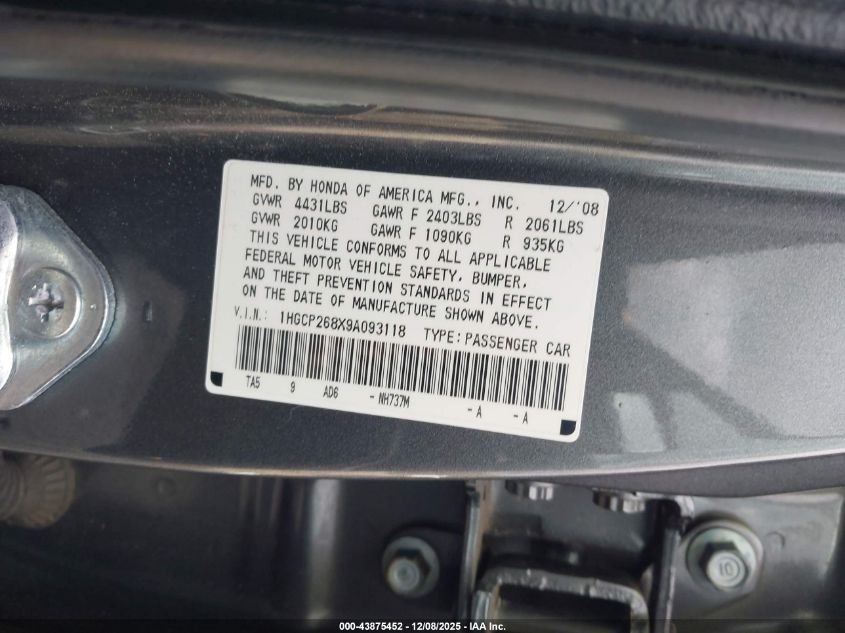 MFD. BY HONDA OF AMERICA MFG., INC. 12/'08
GVWR 4431LBS GAWR F 2403LBS R 2061LBS
GVWR 2010KG GAWR F 1090KG R 935KG
THIS VEHICLE CONFORMS TO ALL APPLICABLE
FEDERAL MOTOR VEHICLE SAFETY, BUMPER,
AND THEFT PREVENTION STANDARDS IN EFFECT
ON THE DATE OF MANUFACTURE SHOWN ABOVE.
V.I.N.: 1HGCP268X9A093118 TYPE:PASSENGER CAR
TA5 9 AD6 -NH737M -A -A
10
000-43875452 - 12/08/2025 - IAA Inc.